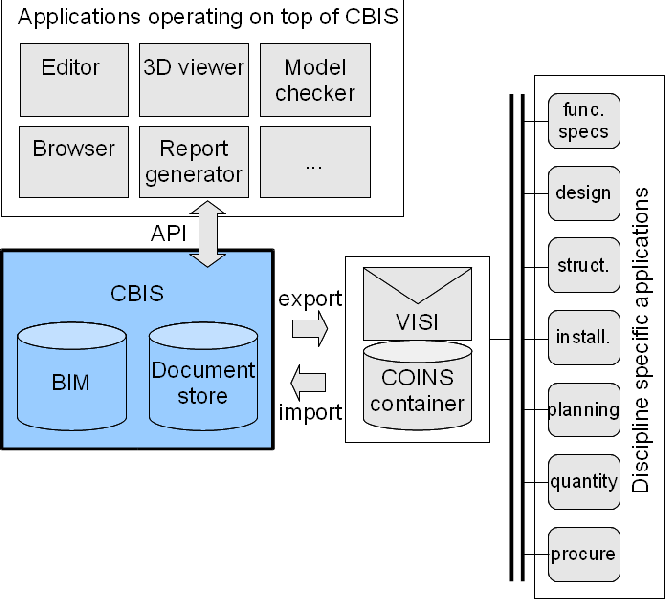 Applications operating on top of CBIS
Editor
3D viewer
Model
checker
Browser
Report
generator
...
API
CBIS
BIM
Document
store
export
import
VISI
COINS
container
func.
specs
design
struct.
install.
planning
quantity
procure
Discipline specific applications